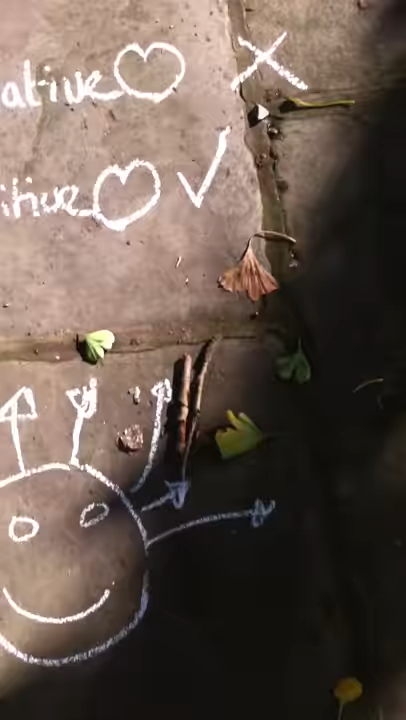 ative ♡ ✗
itive ♡ ✓